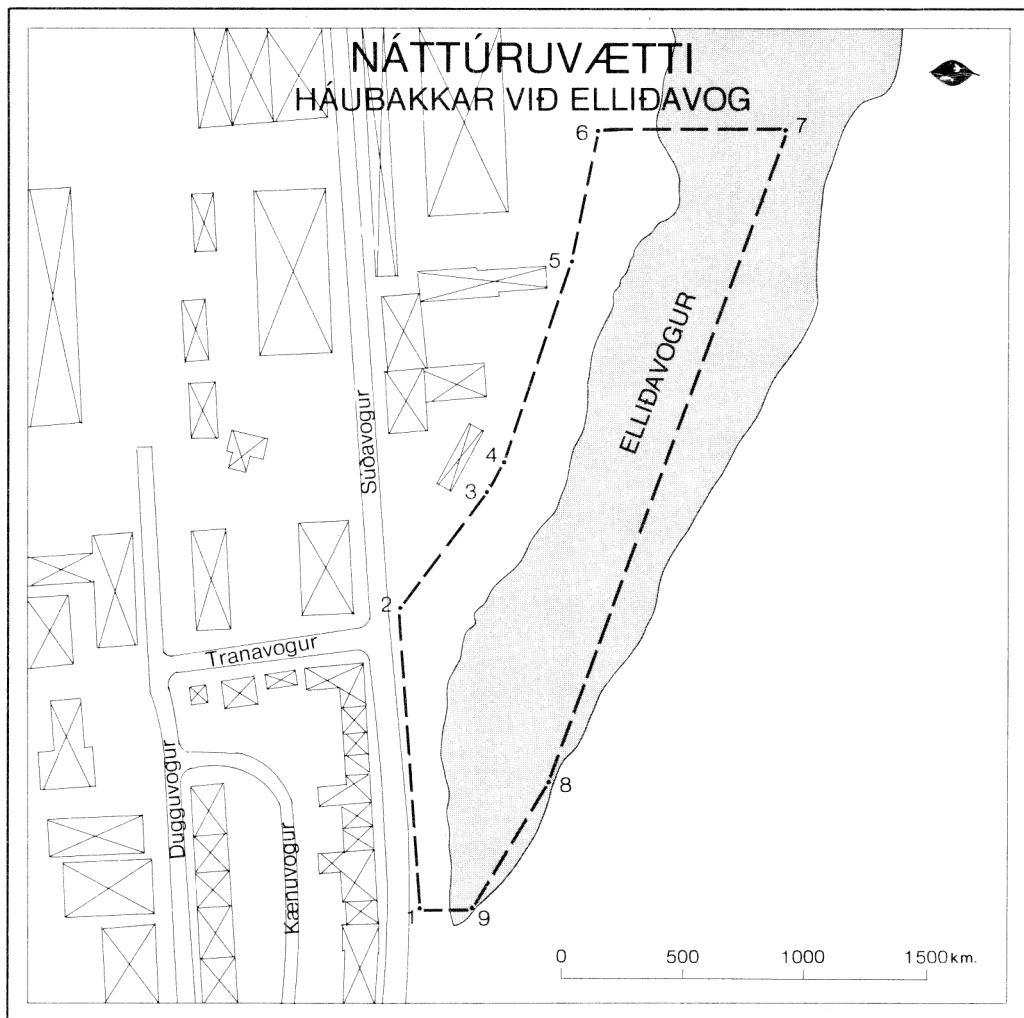 NÁTTÚRUVÆTTI
HÁUBAKKAR VIÐ ELLIÐAVOG
6
7
5
ELLIÐAVOGUR
Súðavogur
4
3
2
Tranavogur
Dugguvogur
Kænuvogur
8
1
9
0 500 1000 1500 km.